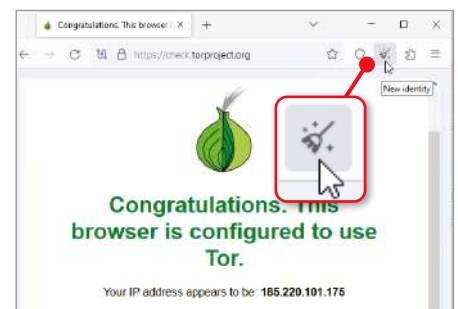 Congratulations. This browser i
https://check.torproject.org
New identity
Congratulations. This
browser is configured to use
Tor.
Your IP address appears to be: 185.220.101.175